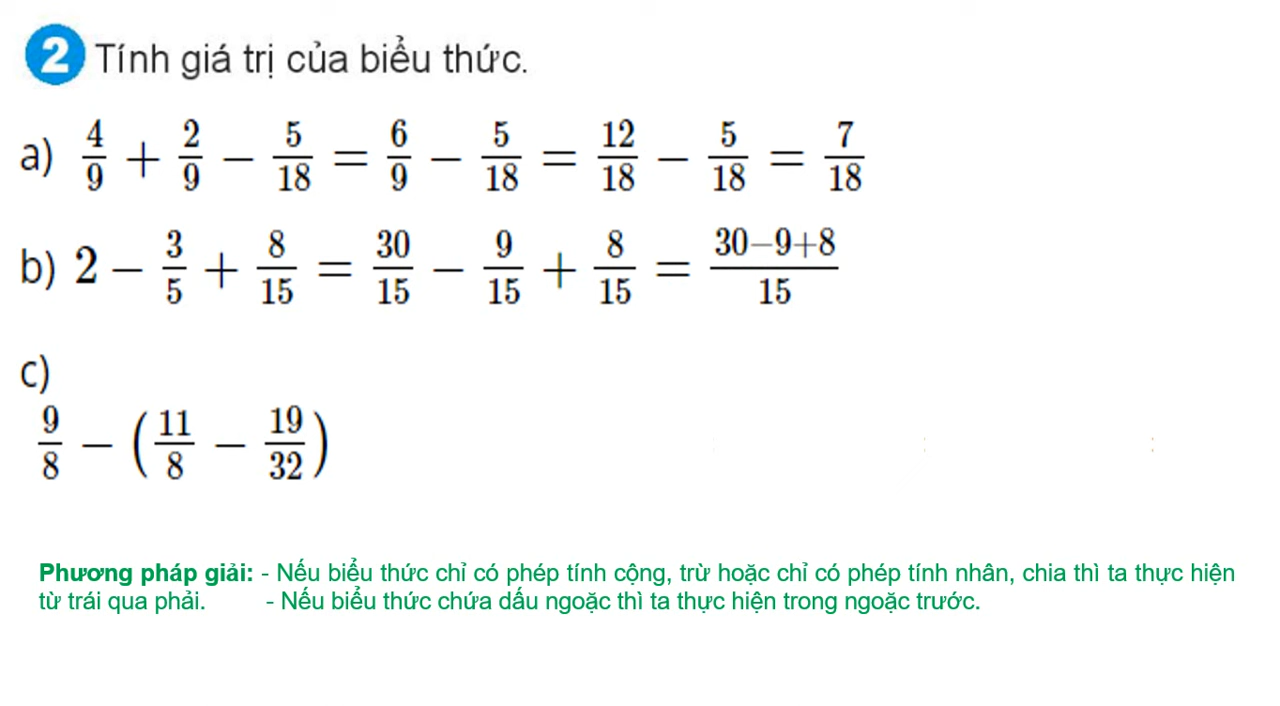 2 Tính giá trị của biểu thức.
a) 4/9 + 2/9 − 5/18 = 6/9 − 5/18 = 12/18 − 5/18 = 7/18
b) 2 − 3/5 + 8/15 = 30/15 − 9/15 + 8/15 = (30−9+8)/15
c)
9/8 − (11/8 − 19/32)
Phương pháp giải: - Nếu biểu thức chỉ có phép tính cộng, trừ hoặc chỉ có phép tính nhân, chia thì ta thực hiện
từ trái qua phải. - Nếu biểu thức chứa dấu ngoặc thì ta thực hiện trong ngoặc trước.